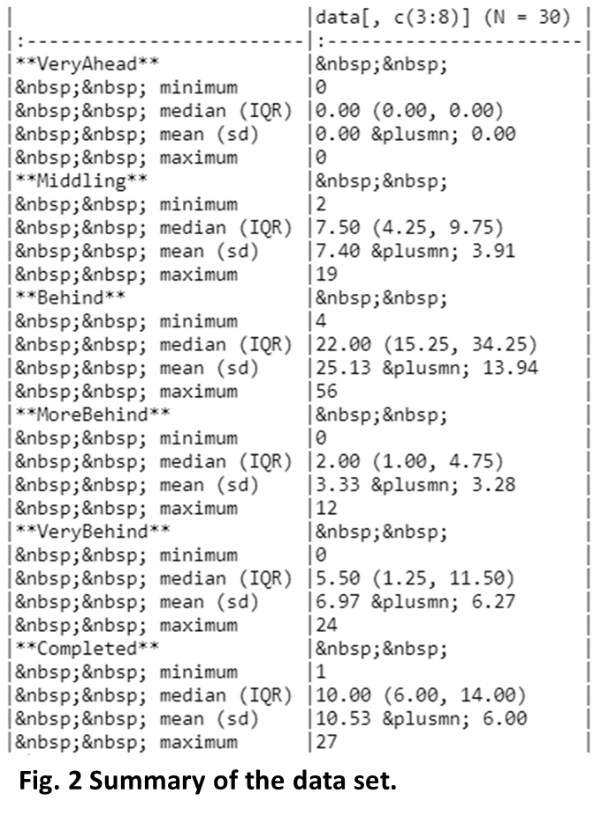 | |data[, c(3:8)] (N = 30) |
|:--------------------------|:-----------------------|
|**VeryAhead** |&nbsp;&nbsp; |
|&nbsp;&nbsp; minimum |0 |
|&nbsp;&nbsp; median (IQR) |0.00 (0.00, 0.00) |
|&nbsp;&nbsp; mean (sd) |0.00 &plusmn; 0.00 |
|&nbsp;&nbsp; maximum |0 |
|**Middling** |&nbsp;&nbsp; |
|&nbsp;&nbsp; minimum |2 |
|&nbsp;&nbsp; median (IQR) |7.50 (4.25, 9.75) |
|&nbsp;&nbsp; mean (sd) |7.40 &plusmn; 3.91 |
|&nbsp;&nbsp; maximum |19 |
|**Behind** |&nbsp;&nbsp; |
|&nbsp;&nbsp; minimum |4 |
|&nbsp;&nbsp; median (IQR) |22.00 (15.25, 34.25) |
|&nbsp;&nbsp; mean (sd) |25.13 &plusmn; 13.94 |
|&nbsp;&nbsp; maximum |56 |
|**MoreBehind** |&nbsp;&nbsp; |
|&nbsp;&nbsp; minimum |0 |
|&nbsp;&nbsp; median (IQR) |2.00 (1.00, 4.75) |
|&nbsp;&nbsp; mean (sd) |3.33 &plusmn; 3.28 |
|&nbsp;&nbsp; maximum |12 |
|**VeryBehind** |&nbsp;&nbsp; |
|&nbsp;&nbsp; minimum |0 |
|&nbsp;&nbsp; median (IQR) |5.50 (1.25, 11.50) |
|&nbsp;&nbsp; mean (sd) |6.97 &plusmn; 6.27 |
|&nbsp;&nbsp; maximum |24 |
|**Completed** |&nbsp;&nbsp; |
|&nbsp;&nbsp; minimum |1 |
|&nbsp;&nbsp; median (IQR) |10.00 (6.00, 14.00) |
|&nbsp;&nbsp; mean (sd) |10.53 &plusmn; 6.00 |
|&nbsp;&nbsp; maximum |27 |
Fig. 2 Summary of the data set.